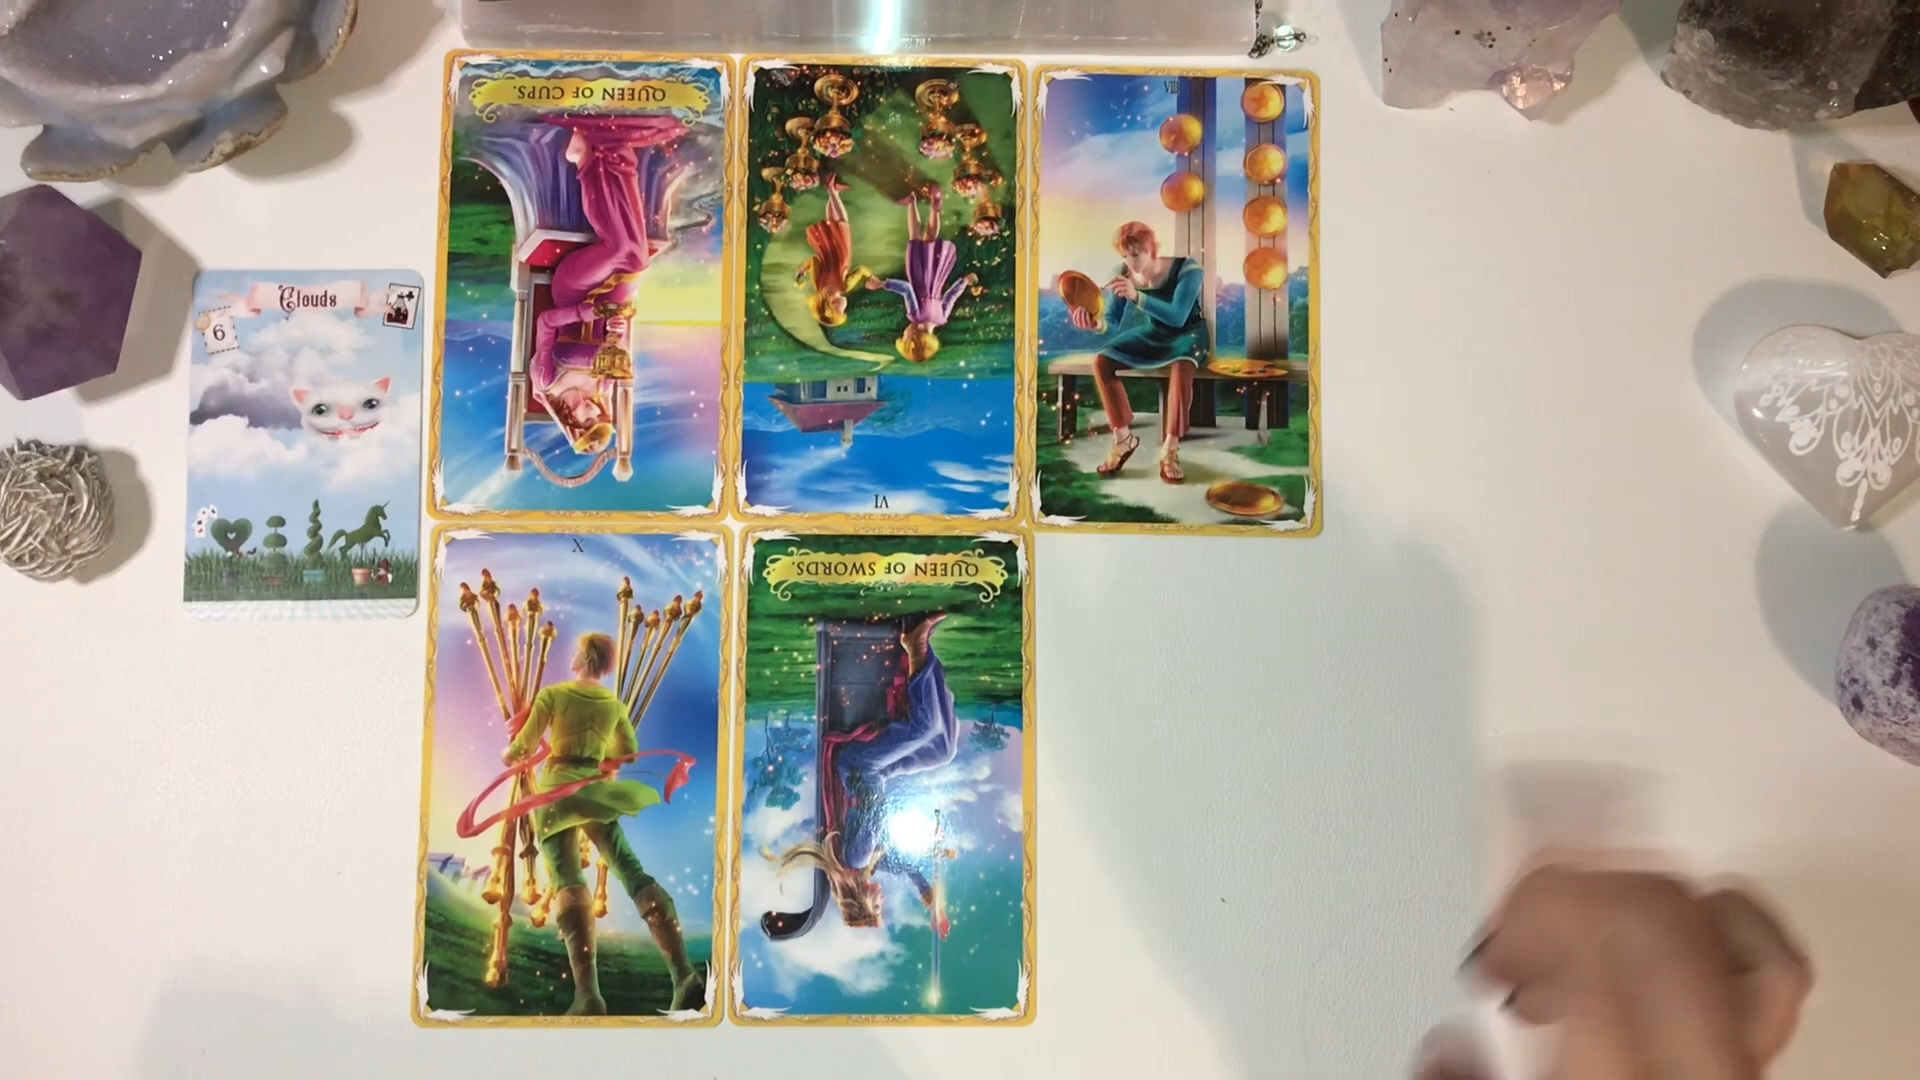 QUEEN OF CUPS.
VIII
Clouds
6
VI
X
QUEEN OF SWORDS.